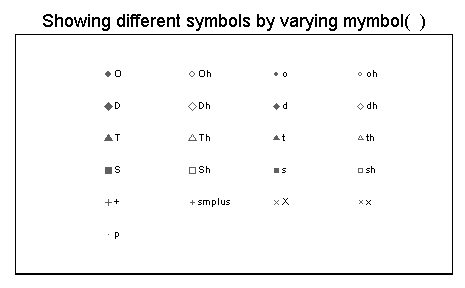 Showing different symbols by varying mymbol( )
O Oh o oh
D Dh d dh
T Th t th
S Sh s sh
+ smplus X x
p